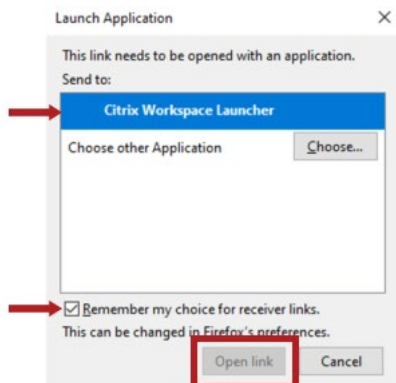 Launch Application
This link needs to be opened with an application.
Send to:
Citrix Workspace Launcher
Choose other Application Choose...
Remember my choice for receiver links.
This can be changed in Firefox's preferences.
Open link Cancel